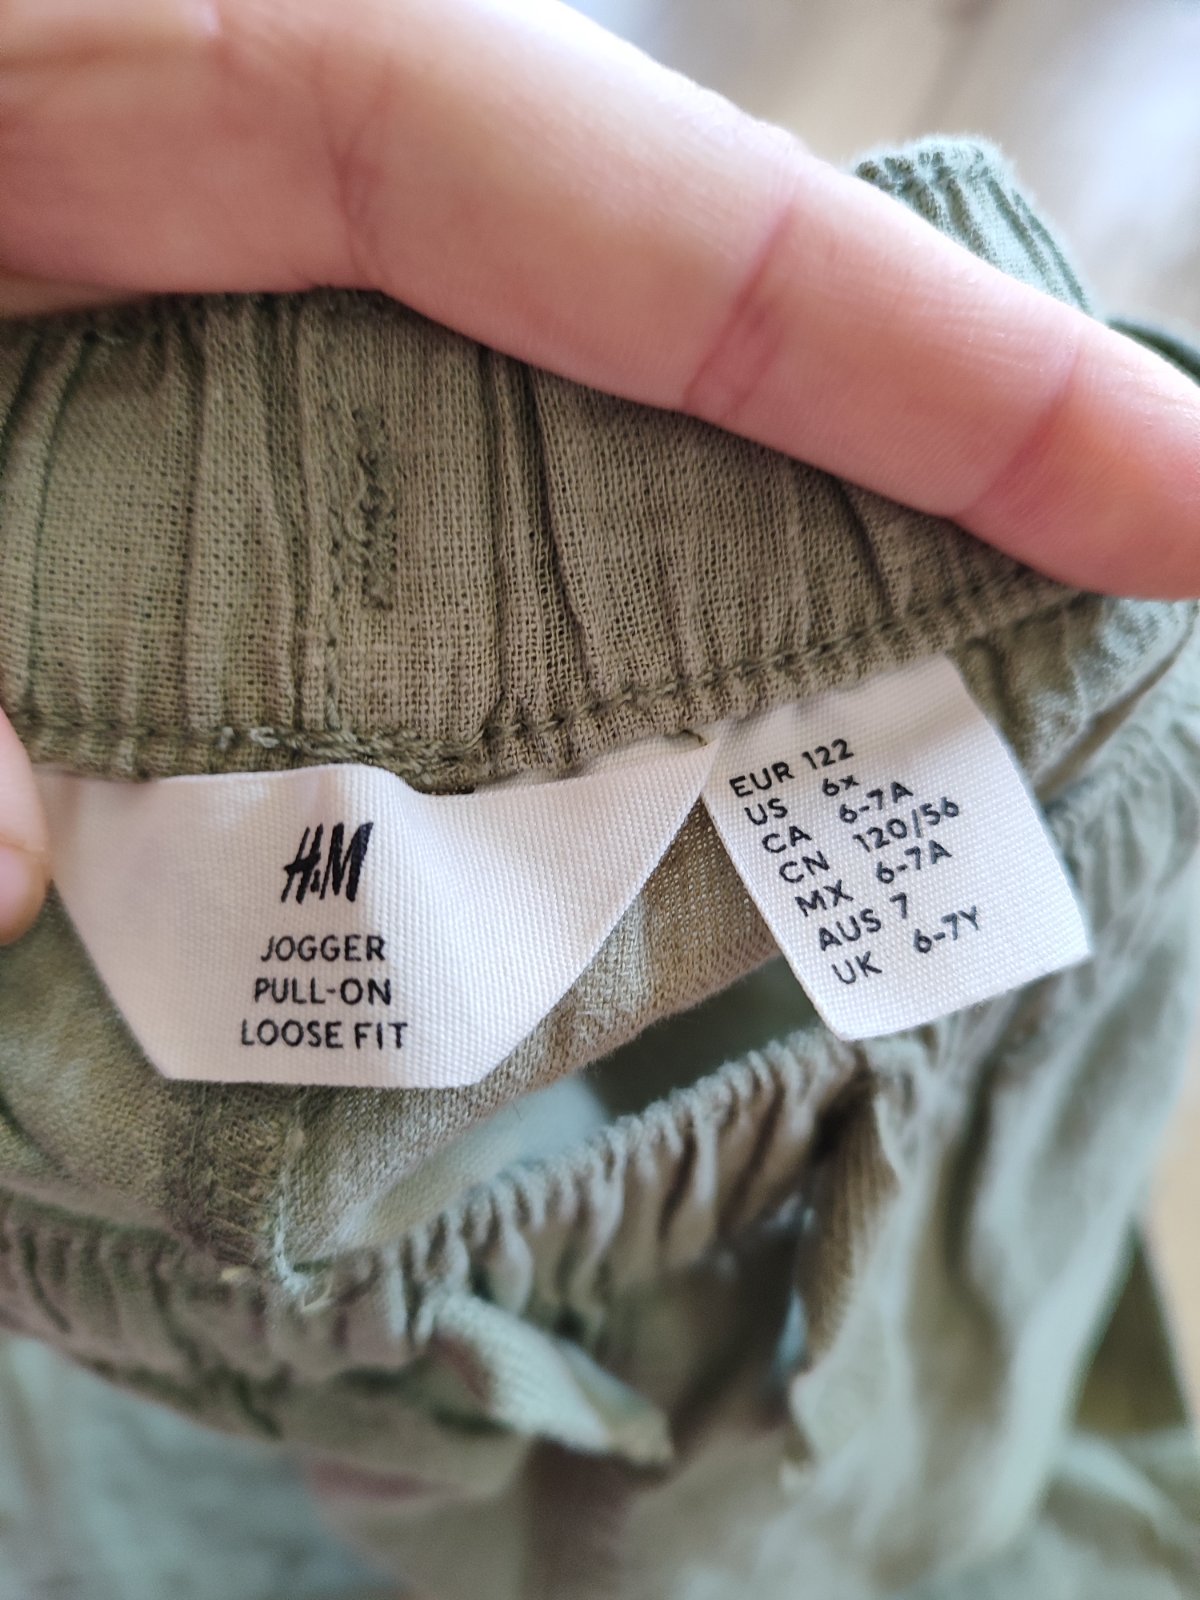 H&M
JOGGER
PULL-ON
LOOSE FIT
EUR 122
US 6x
CA 6-7A
CN 120/56
MX 6-7A
AUS 7
UK 6-7Y